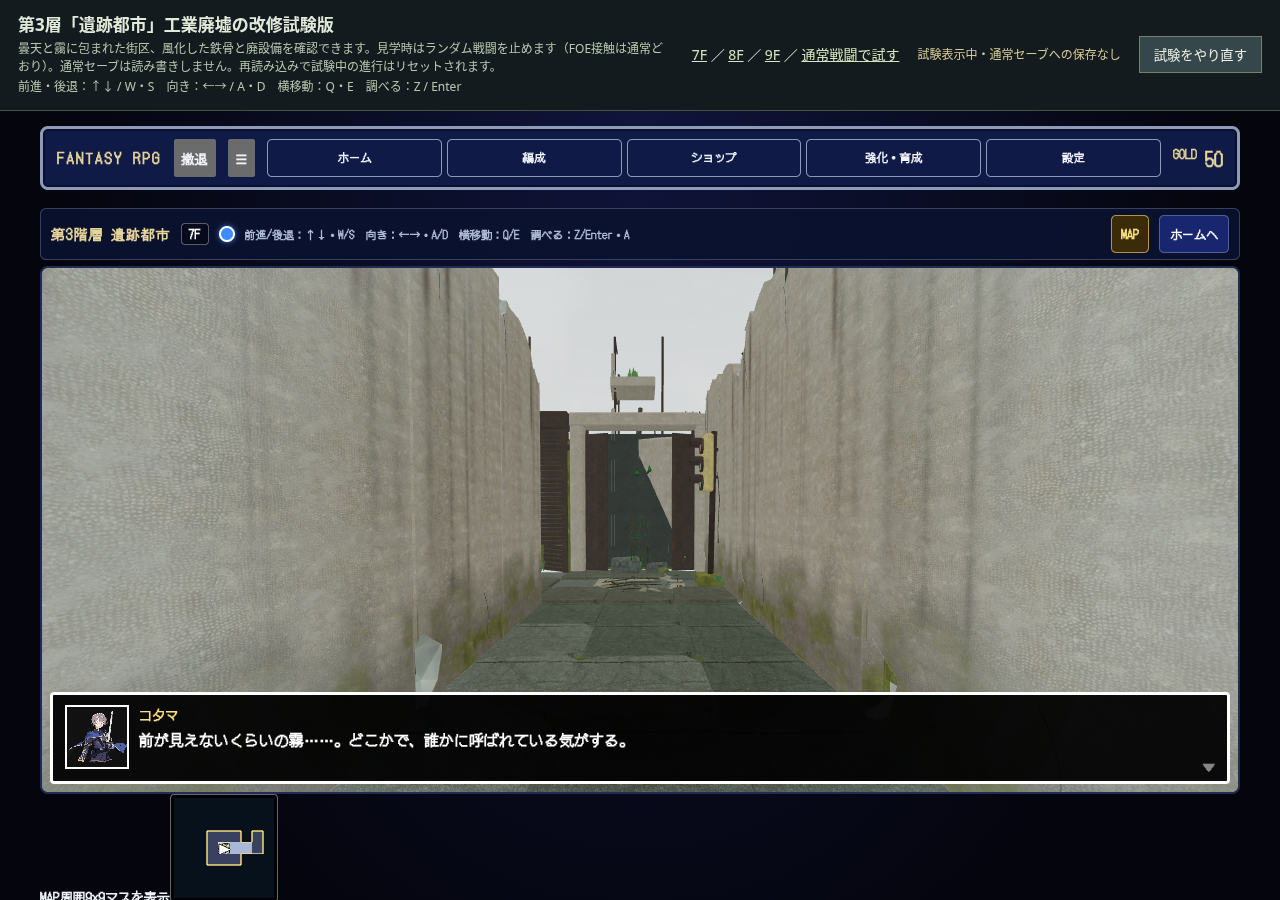 第3層「遺跡都市」工業廃墟の改修試験版
曇天と霧に包まれた街区、風化した鉄骨と廃設備を確認できます。見学時はランダム戦闘を止めます（FOE接触は通常ど
おり）。通常セーブは読み書きしません。再読み込みで試験中の進行はリセットされます。
前進・後退：↑ ↓ / W・S　向き：←→ / A・D　横移動：Q・E　調べる：Z / Enter
7F ／ 8F ／ 9F ／ 通常戦闘で試す
試験表示中・通常セーブへの保存なし
試験をやり直す
FANTASY RPG
撤退
☰
ホーム
編成
ショップ
強化・育成
設定
GOLD 50
第3階層 遺跡都市
7F
前進/後退：↑↓・W/S　向き：←→・A/D　横移動：Q/E　調べる：Z/Enter・A
MAP
ホームへ
コタマ
前が見えないくらいの霧……。どこかで、誰かに呼ばれている気がする。
MAP周囲9x9マスを表示